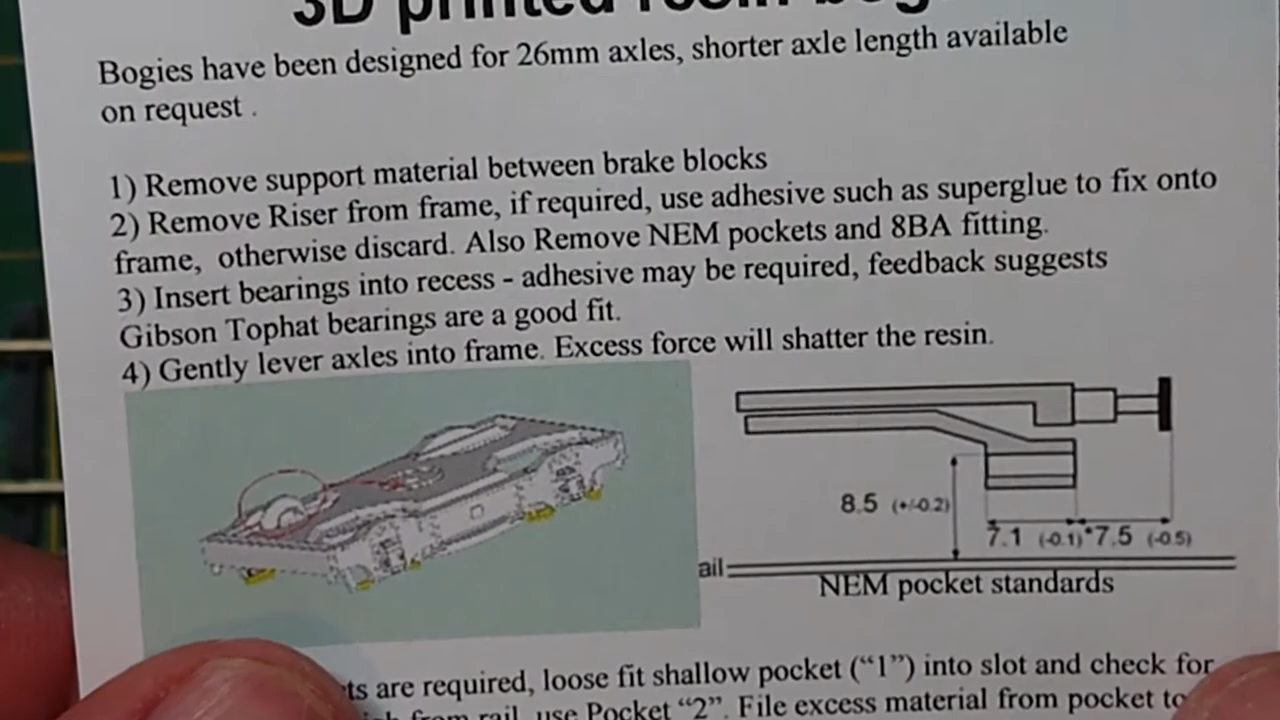 3D printed resin
Bogies have been designed for 26mm axles, shorter axle length available
on request .
1) Remove support material between brake blocks
2) Remove Riser from frame, if required, use adhesive such as superglue to fix onto
frame, otherwise discard. Also Remove NEM pockets and 8BA fitting.
3) Insert bearings into recess - adhesive may be required, feedback suggests
Gibson Tophat bearings are a good fit.
4) Gently lever axles into frame. Excess force will shatter the resin.
8.5 (+/-0.2)
7.1 (-0.1) 7.5 (-0.5)
ail
NEM pocket standards
ts are required, loose fit shallow pocket (“1”) into slot and check for
from rail, use Pocket “2”. File excess material from pocket to